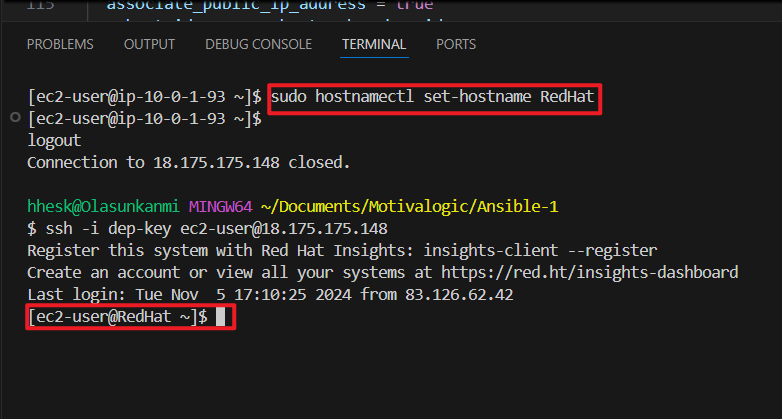 115 associate_public_ip_address = true
PROBLEMS OUTPUT DEBUG CONSOLE TERMINAL PORTS
[ec2-user@ip-10-0-1-93 ~]$ sudo hostnamectl set-hostname RedHat
[ec2-user@ip-10-0-1-93 ~]$
logout
Connection to 18.175.175.148 closed.
hhesk@Olasunkanmi MINGW64 ~/Documents/Motivalogic/Ansible-1
$ ssh -i dep-key ec2-user@18.175.175.148
Register this system with Red Hat Insights: insights-client --register
Create an account or view all your systems at https://red.ht/insights-dashboard
Last login: Tue Nov  5 17:10:25 2024 from 83.126.62.42
[ec2-user@RedHat ~]$